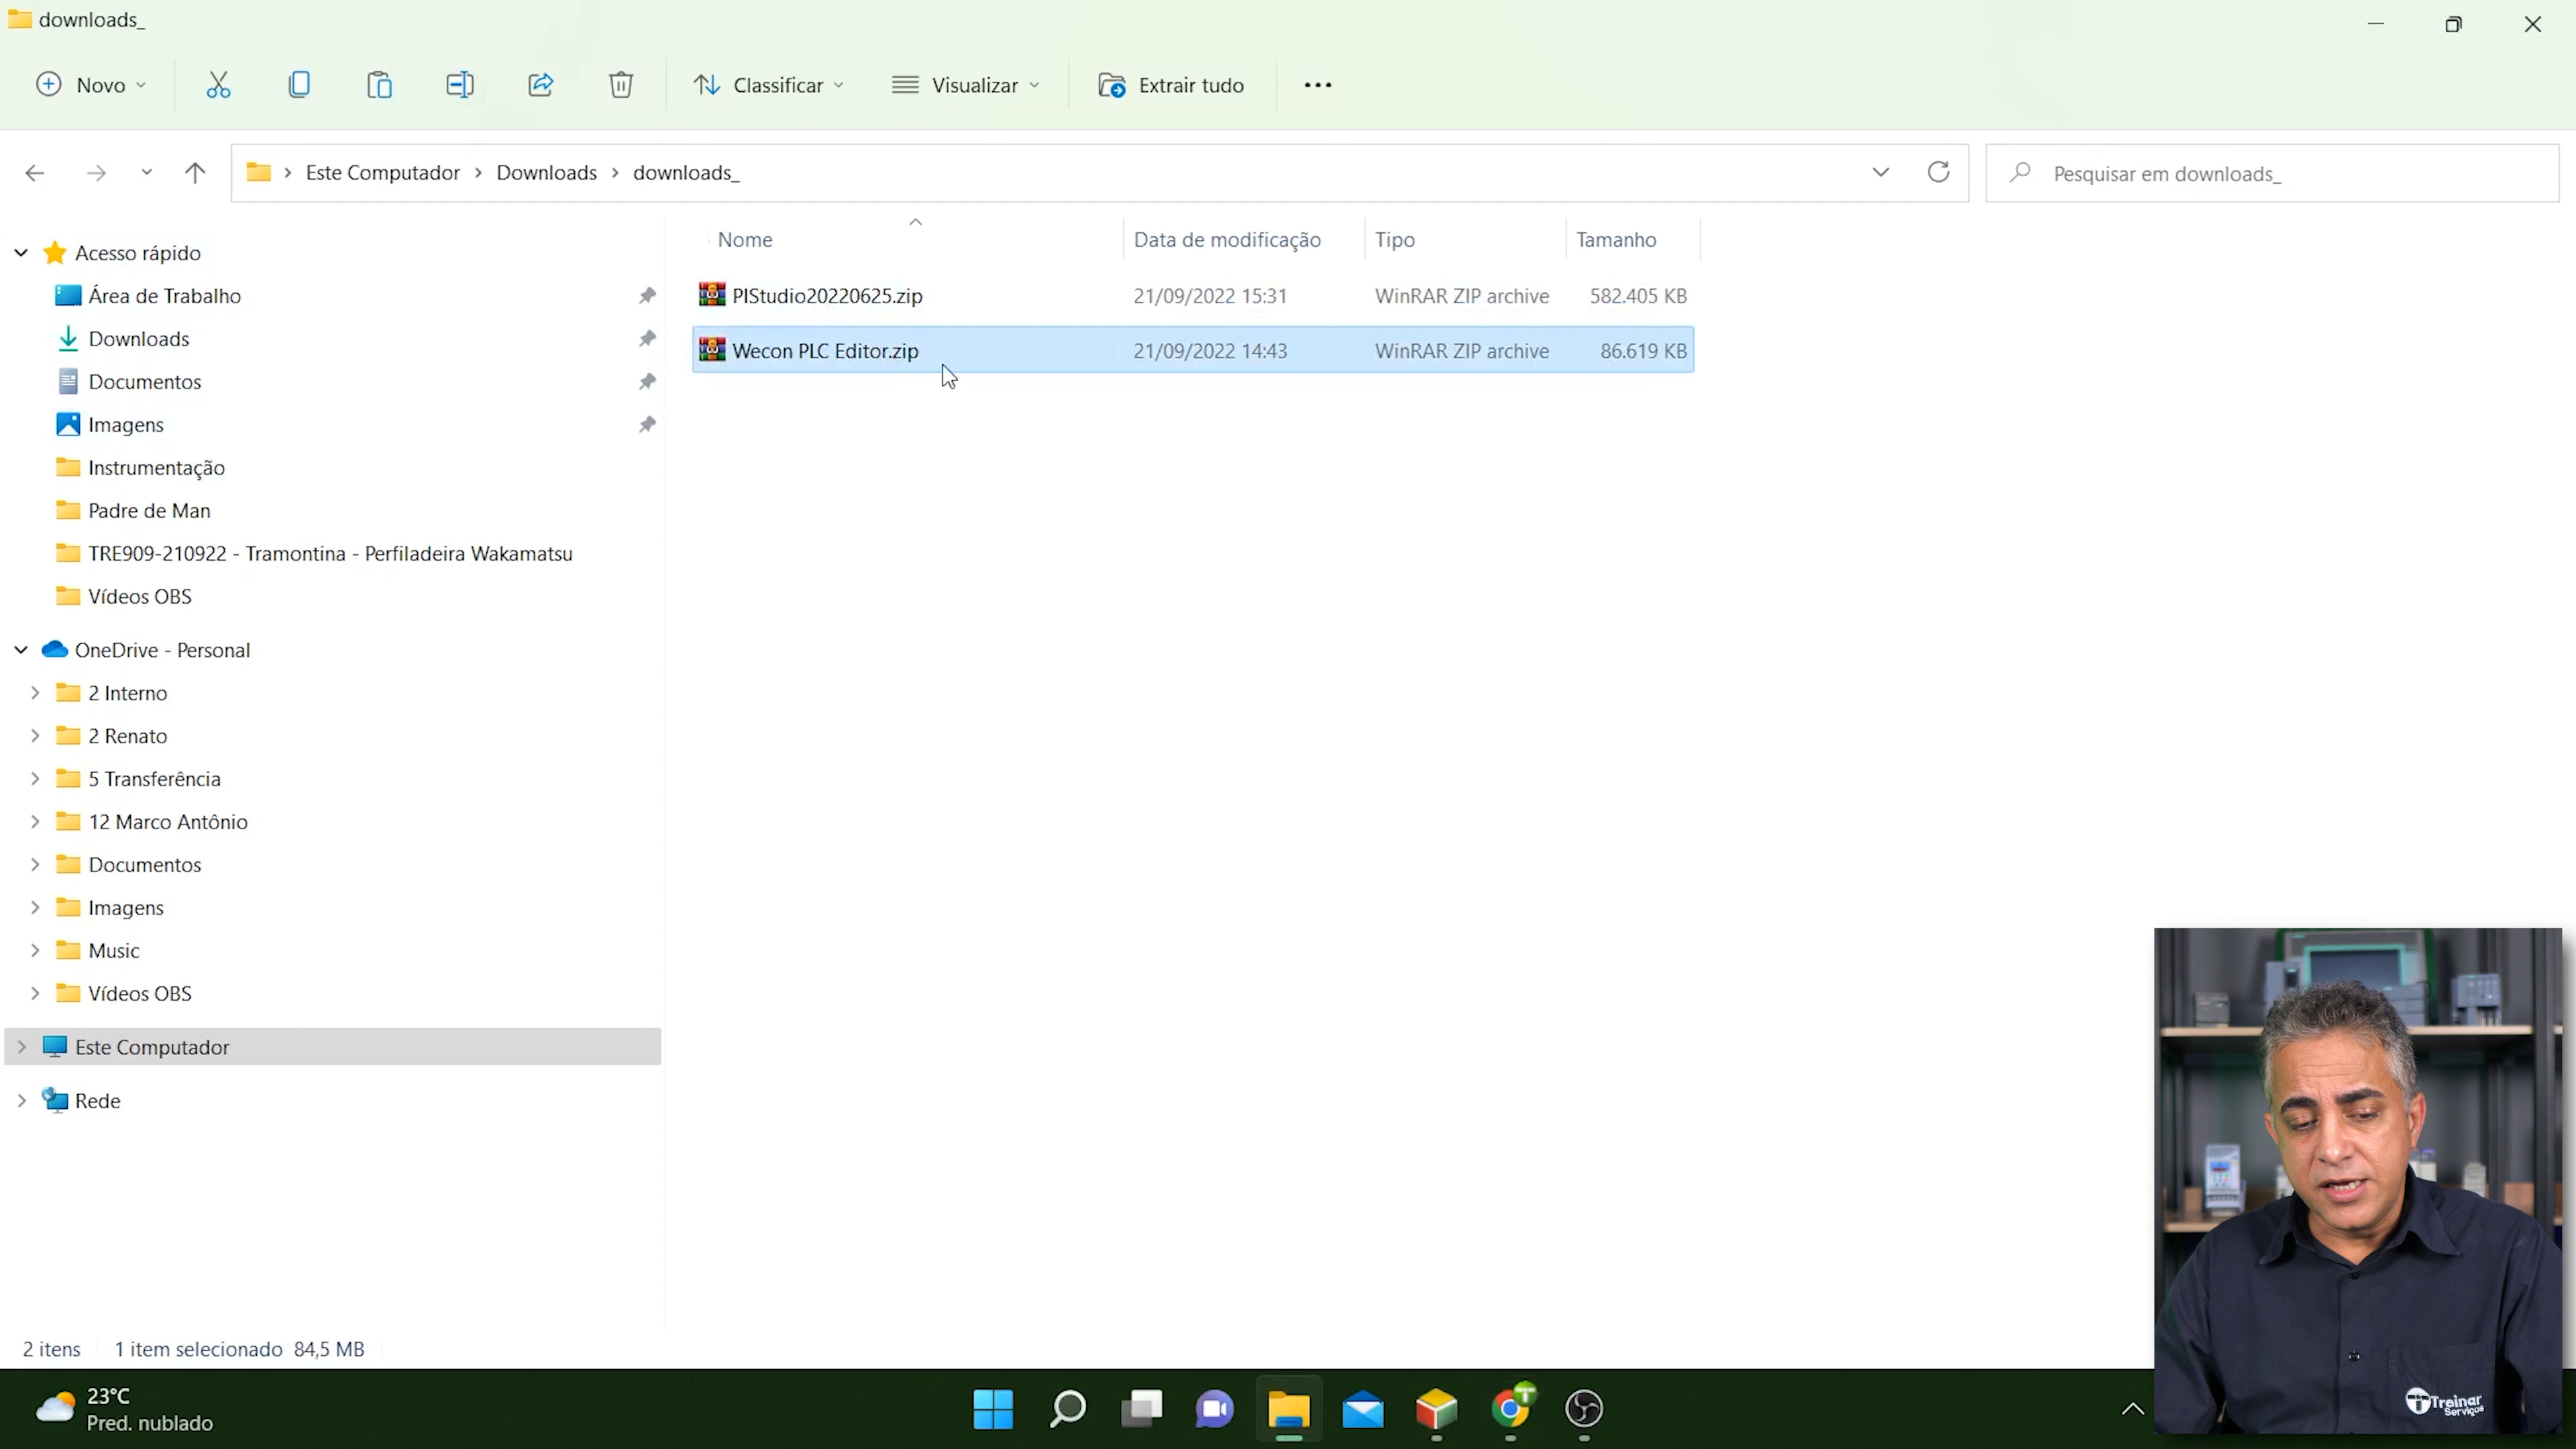 downloads_
Novo
Classificar
Visualizar
Extrair tudo
Este Computador > Downloads > downloads_
Pesquisar em downloads_
Nome Data de modificação Tipo Tamanho
PIStudio20220625.zip 21/09/2022 15:31 WinRAR ZIP archive 582.405 KB
Wecon PLC Editor.zip 21/09/2022 14:43 WinRAR ZIP archive 86.619 KB
Acesso rápido
Área de Trabalho
Downloads
Documentos
Imagens
Instrumentação
Padre de Man
TRE909-210922 - Tramontina - Perfiladeira Wakamatsu
Vídeos OBS
OneDrive - Personal
2 Interno
2 Renato
5 Transferência
12 Marco Antônio
Documentos
Imagens
Music
Vídeos OBS
Este Computador
Rede
2 itens 1 item selecionado 84,5 MB
23°C
Pred. nublado
Treinar
Serviços